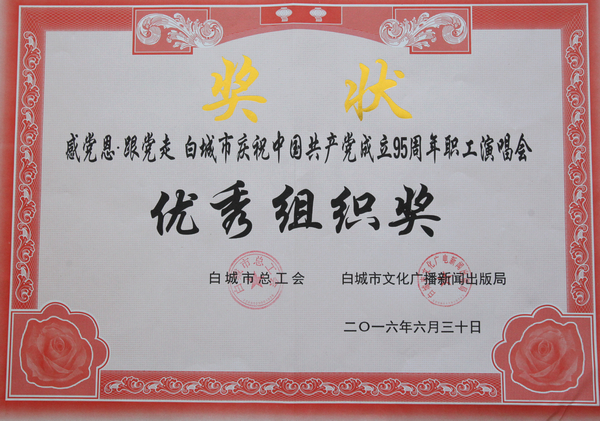 奖状
感党恩·跟党走 白城市庆祝中国共产党成立95周年职工演唱会
优秀组织奖
白城市总工会 白城市文化广播新闻出版局
二〇一六年六月三十日